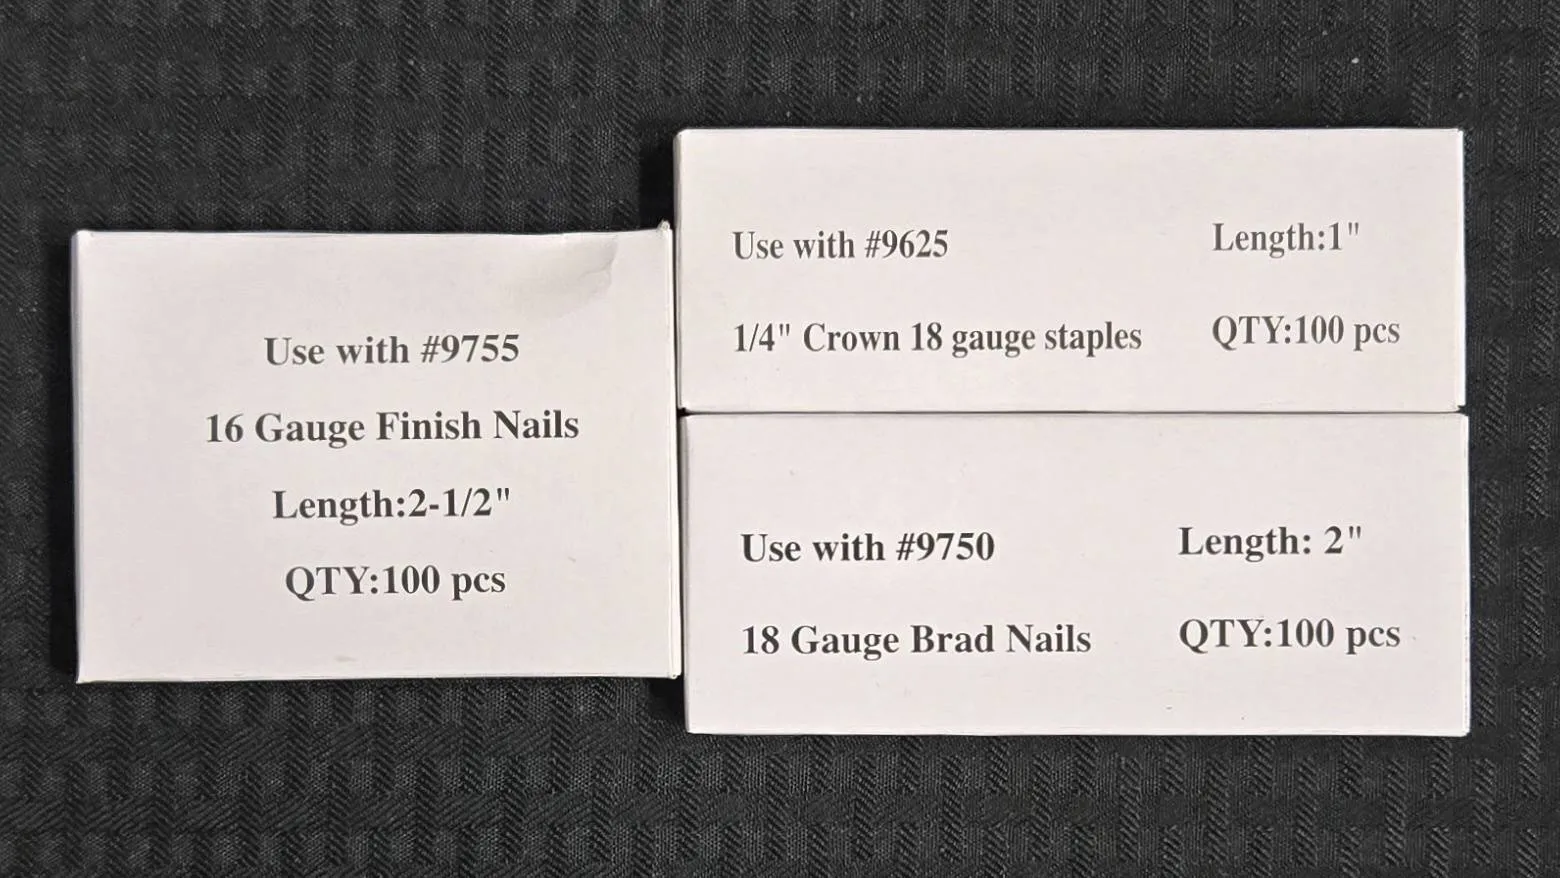 Use with #9755
16 Gauge Finish Nails
Length:2-1/2"
QTY:100 pcs
Use with #9625
Length:1"
1/4" Crown 18 gauge staples
QTY:100 pcs
Use with #9750
Length: 2"
18 Gauge Brad Nails
QTY:100 pcs